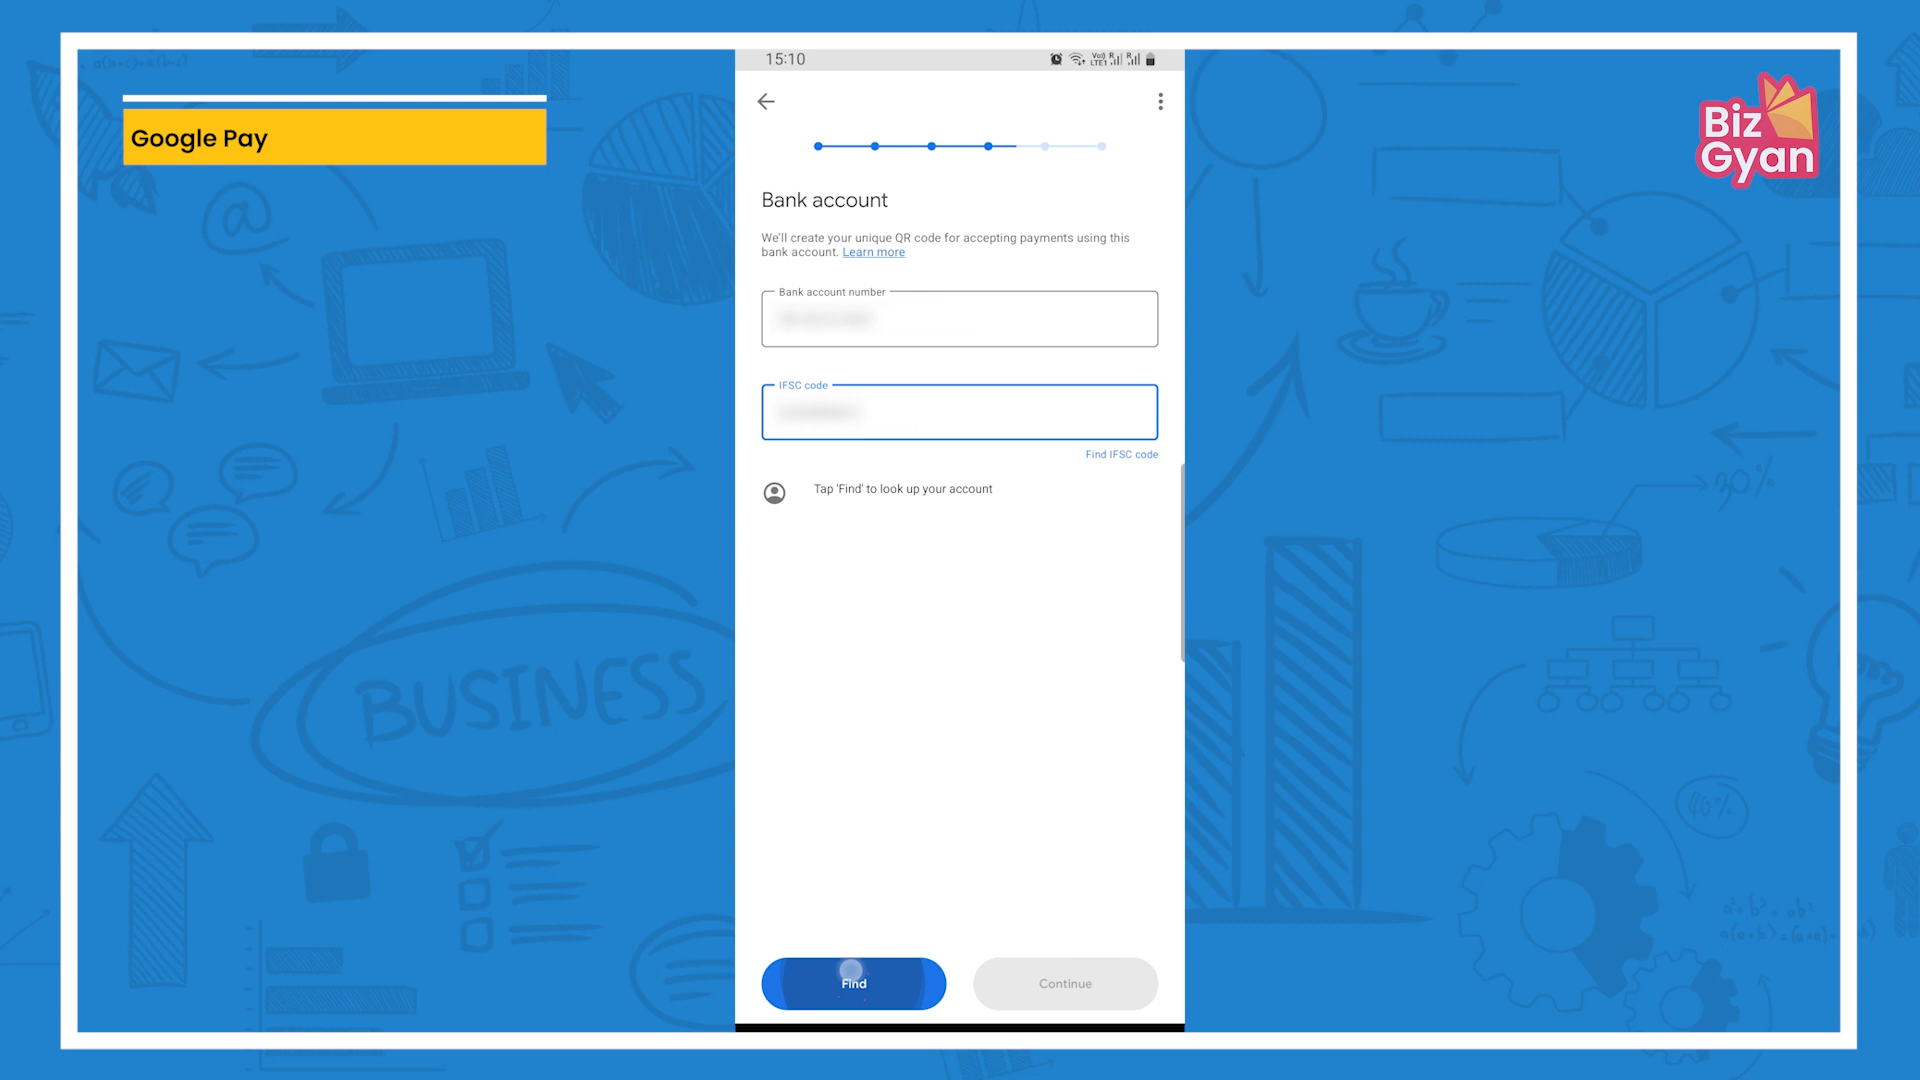 Google Pay
Biz
Gyan
15:10
Bank account
We'll create your unique QR code for accepting payments using this
bank account. Learn more
Bank account number
IFSC code
Find IFSC code
Tap 'Find' to look up your account
Find
Continue
BUSINESS
30%
40%